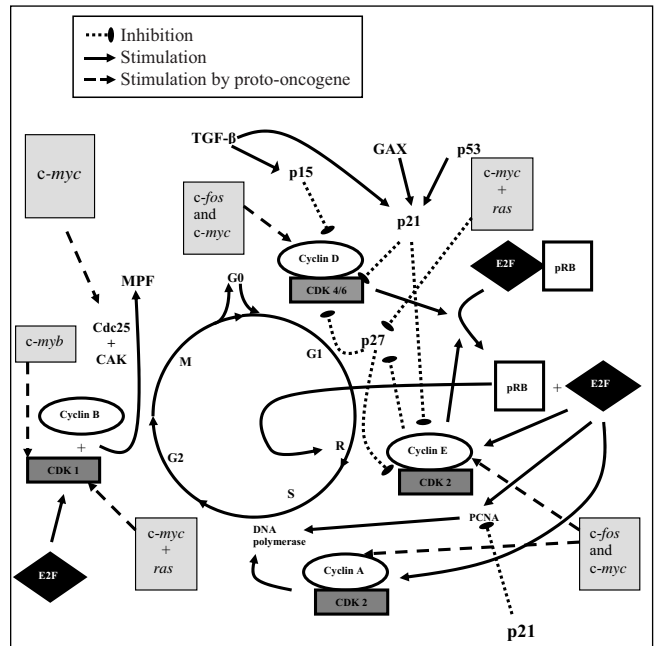 Inhibition
Stimulation
Stimulation by proto-oncogene
TGF-ß
GAX
p53
c-myc
p15
c-myc
+
ras
c-fos
and
c-myc
p21
Cyclin D
CDK 4/6
E2F
pRB
MPF
G0
Cdc25
+
CAK
c-myb
p27
G1
M
pRB
+
E2F
Cyclin B
+
CDK 1
G2
R
Cyclin E
CDK 2
S
c-myc
+
ras
E2F
DNA
polymerase
PCNA
c-fos
and
c-myc
Cyclin A
CDK 2
p21